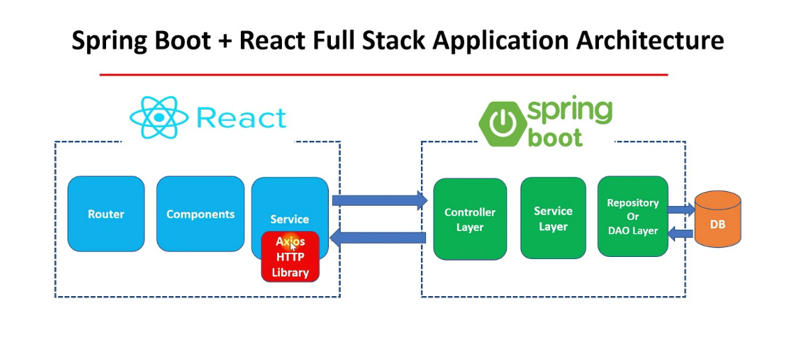 Spring Boot + React Full Stack Application Architecture
React
spring
boot
Router
Components
Service
Axios
HTTP
Library
Controller
Layer
Service
Layer
Repository
Or
DAO Layer
DB